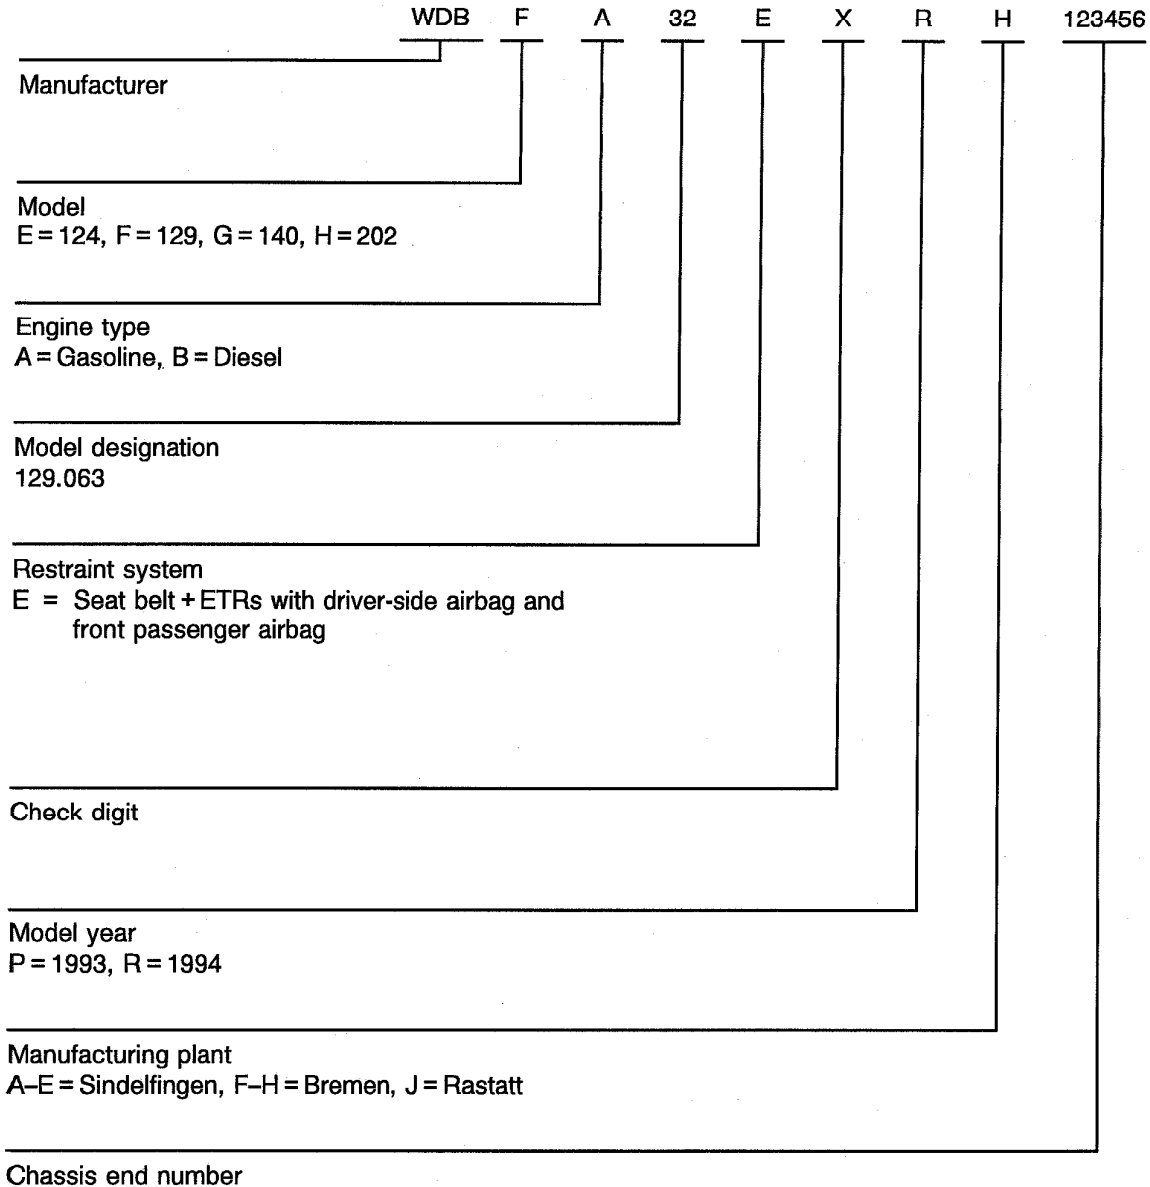 WDB F A 32 E X R H 123456
Manufacturer
Model
E = 124, F = 129, G = 140, H = 202
Engine type
A = Gasoline, B = Diesel
Model designation
129.063
Restraint system
E = Seat belt + ETRs with driver-side airbag and
front passenger airbag
Check digit
Model year
P = 1993, R = 1994
Manufacturing plant
A–E = Sindelfingen, F–H = Bremen, J = Rastatt
Chassis end number